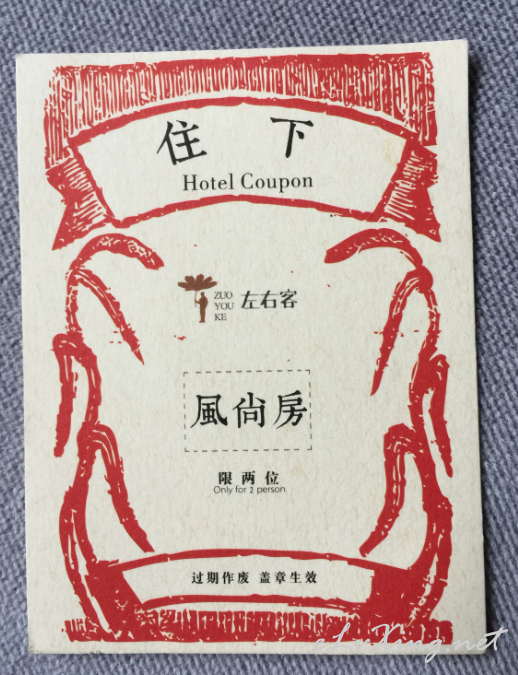 住 下
Hotel Coupon
ZUO
YOU
KE
左右客
風尚房
限 两 位
Only for 2 person
过期作废 盖章生效